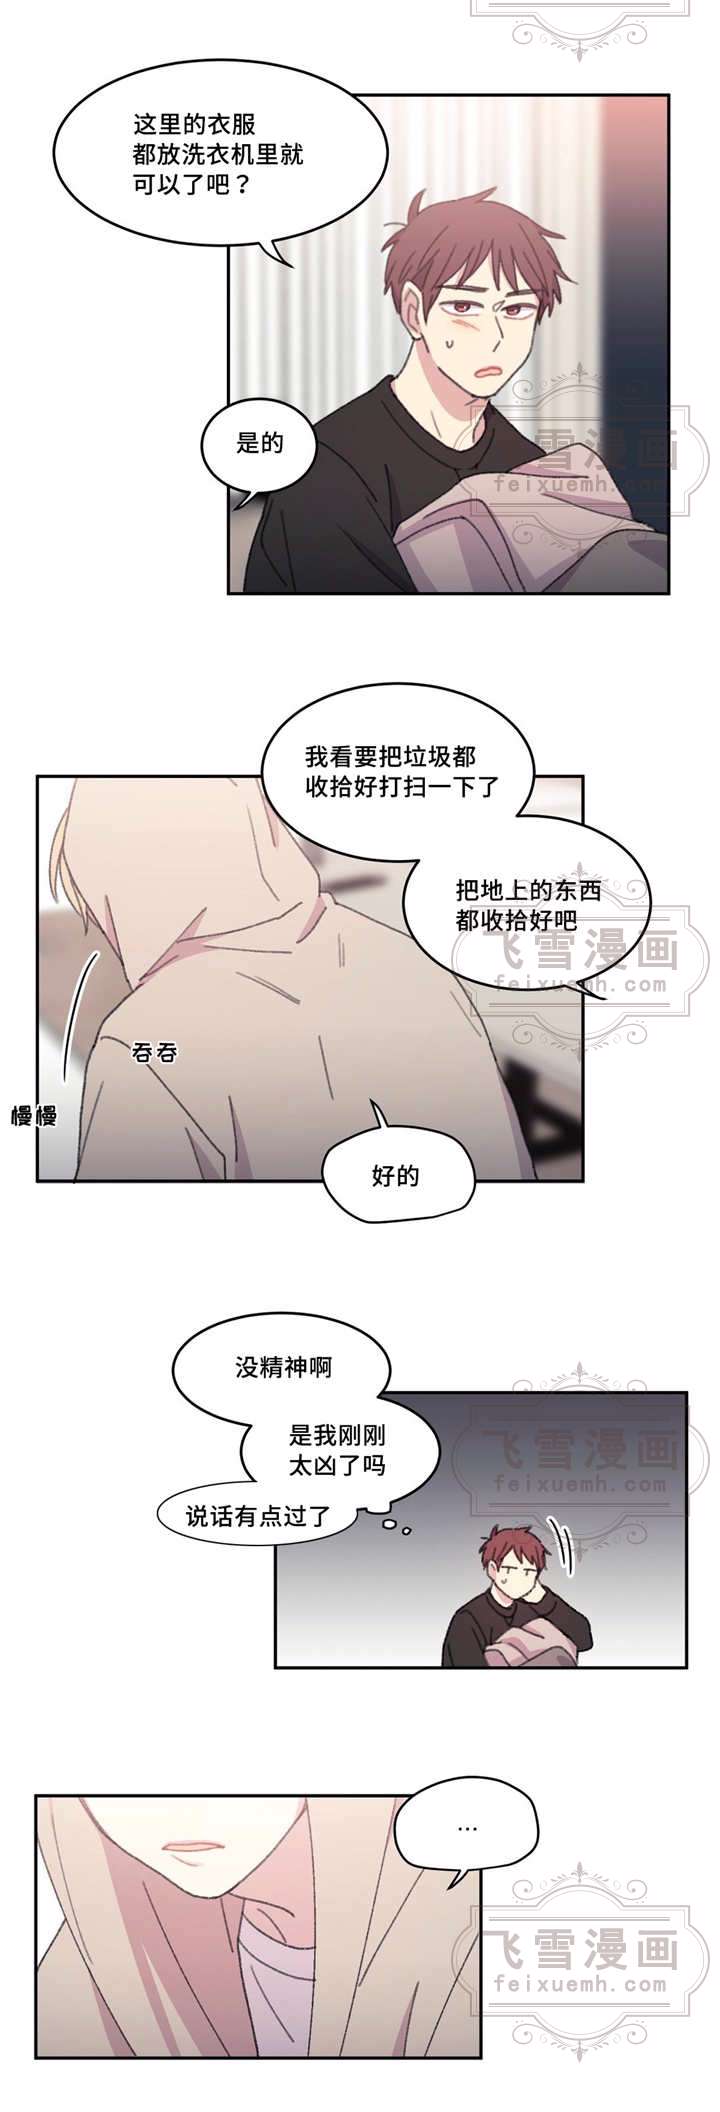 这里的衣服
都放洗衣机里就
可以了吧？
是的
飞雪漫画
feixuemh.com
我看要把垃圾都
收拾好打扫一下了
把地上的东西
都收拾好吧
飞雪漫画
feixuemh.com
吞吞
慢慢
好的
没精神啊
是我刚刚
太凶了吗
说话有点过了
飞雪漫画
feixuemh.com
...
飞雪漫画
feixuemh.com